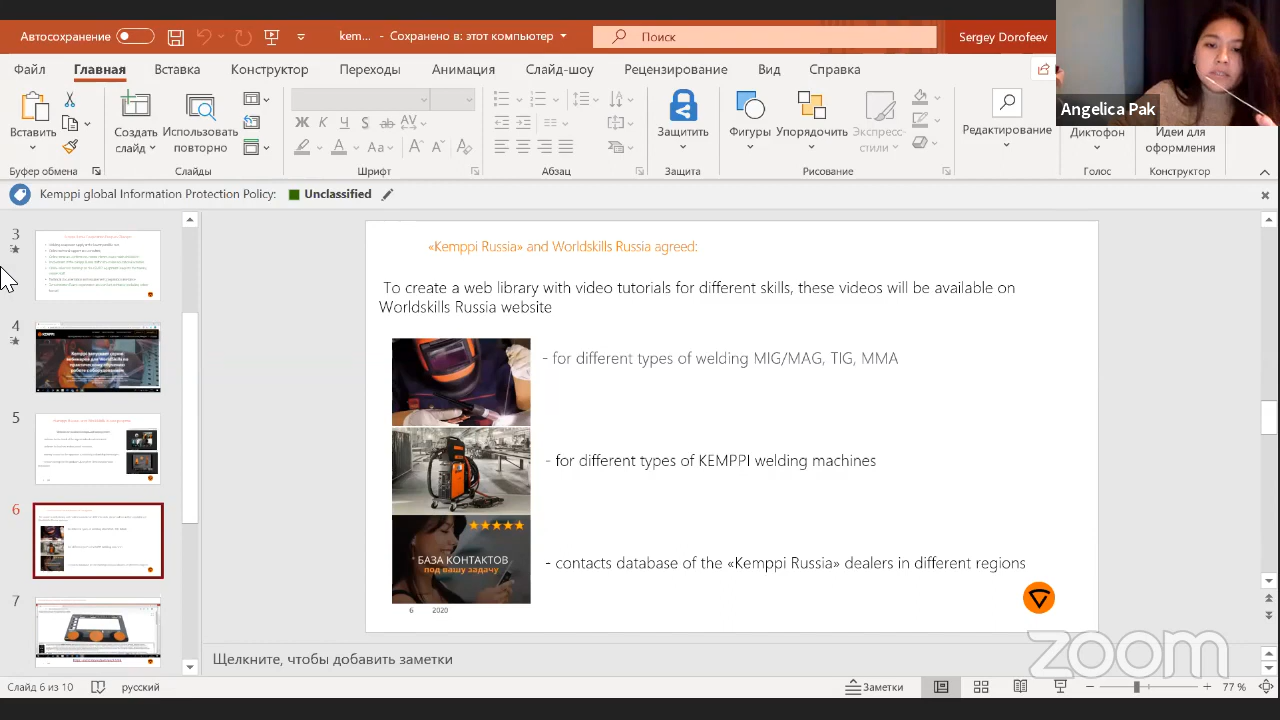 Автосохранение
kem... - Сохранено в: этот компьютер
Поиск
Sergey Dorofeev
Файл Главная Вставка Конструктор Переходы Анимация Слайд-шоу Рецензирование Вид Справка
Angelica Pak
Вставить
Создать слайд
Использовать повторно
Ж К Ч S ab AV
Aa
Защитить
Фигуры
Упорядочить
Экспресс-стили
Редактирование
Диктофон
Идеи для оформления
Буфер обмена Слайды Шрифт Абзац Защита Рисование Голос Конструктор
Kemppi global Information Protection Policy: Unclassified
3
4
5
6
7
«Kemppi Russia» and Worldskills Russia agreed:
To create a web library with video tutorials for different skills, these videos will be available on
Worldskills Russia website
for different types of welding MIG/MAG, TIG, MMA
- for different types of KEMPPI welding machines
БАЗА КОНТАКТОВ
под вашу задачу
- contacts database of the «Komppi Russia» dealers in different regions
6 2020
zoom
Щелкните, чтобы добавить заметки
Слайд 6 из 10 русский Заметки 77 %